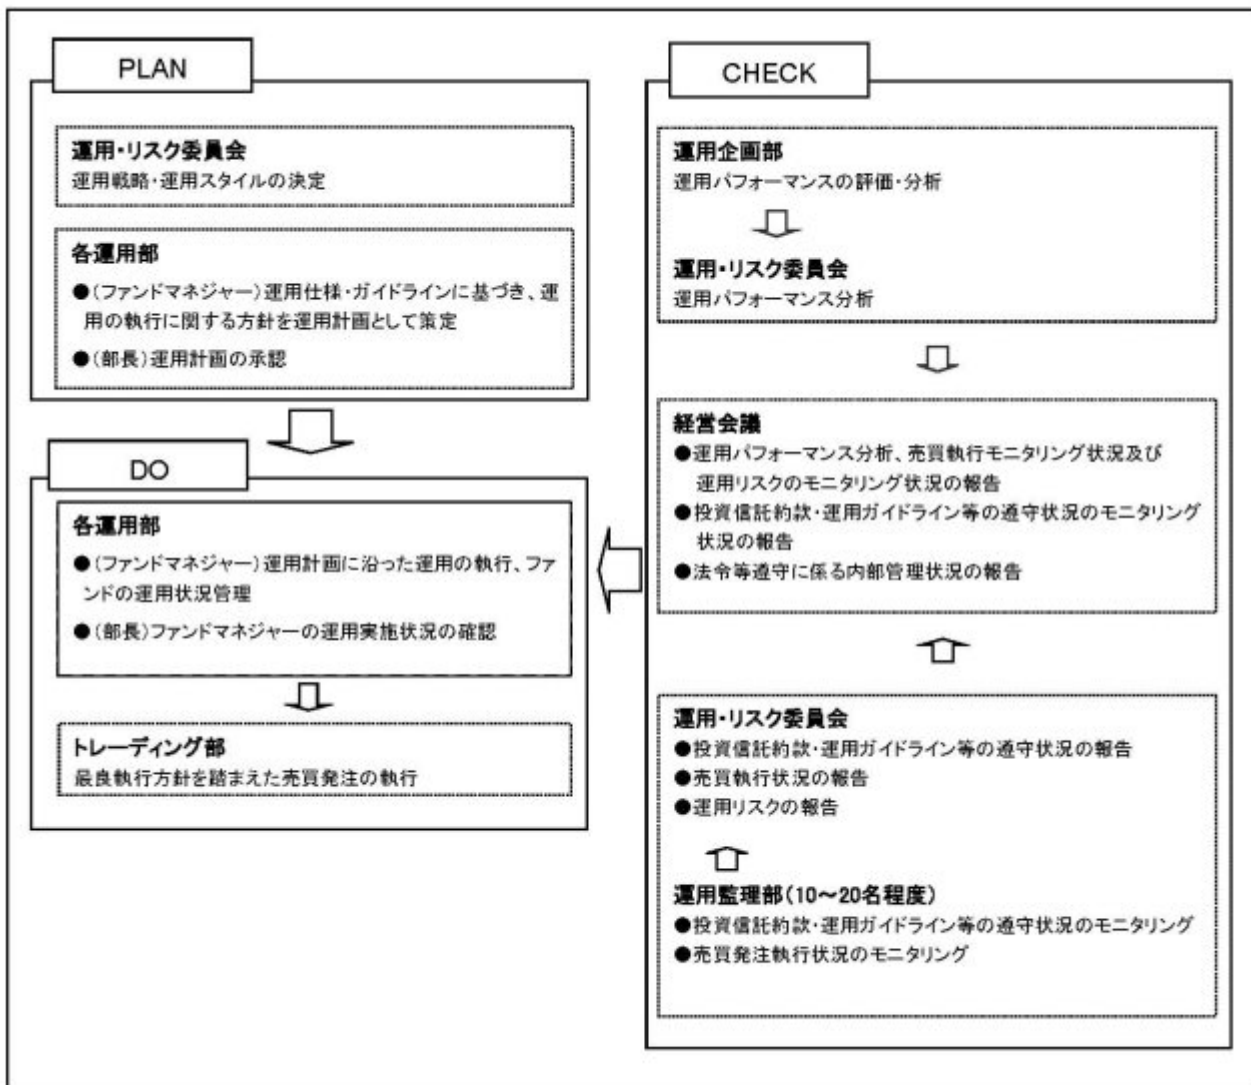 PLAN
運用・リスク委員会
運用戦略・運用スタイルの決定
各運用部
●(ファンドマネジャー)運用仕様・ガイドラインに基づき、運
用の執行に関する方針を運用計画として策定
●(部長)運用計画の承認
DO
各運用部
●(ファンドマネジャー)運用計画に沿った運用の執行、ファ
ンドの運用状況管理
●(部長)ファンドマネジャーの運用実施状況の確認
トレーディング部
最良執行方針を踏まえた売買発注の執行
CHECK
運用企画部
運用パフォーマンスの評価・分析
運用・リスク委員会
運用パフォーマンス分析
経営会議
●運用パフォーマンス分析、売買執行モニタリング状況及び
運用リスクのモニタリング状況の報告
●投資信託約款・運用ガイドライン等の遵守状況のモニタリング
状況の報告
●法令等遵守に係る内部管理状況の報告
運用・リスク委員会
●投資信託約款・運用ガイドライン等の遵守状況の報告
●売買執行状況の報告
●運用リスクの報告
運用監理部(10～20名程度)
●投資信託約款・運用ガイドライン等の遵守状況のモニタリング
●売買発注執行状況のモニタリング